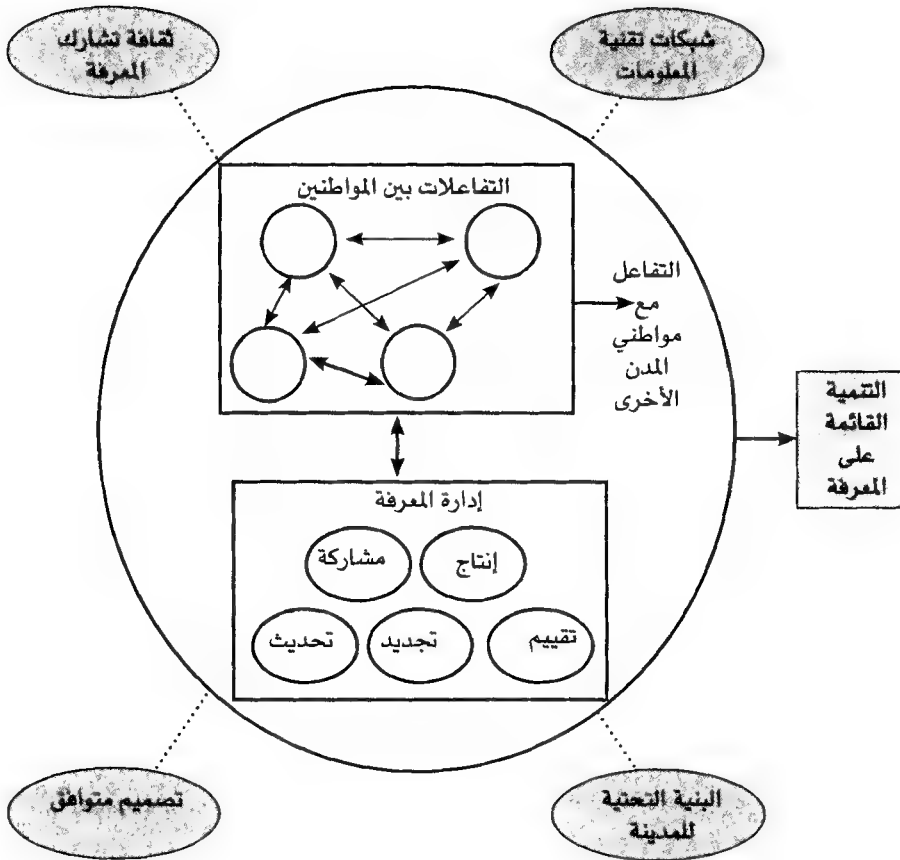 شبكات تقنية
المعلومات
ثقافة تشارك
المعرفة
التفاعلات بين المواطنين
التفاعل
مع
مواطني
المدن
الأخرى
التنمية
القائمة
على
المعرفة
إدارة المعرفة
إنتاج
مشاركة
تقييم
تجديد
تحديث
البنية التحتية
للمدينة
تصميم متوافق